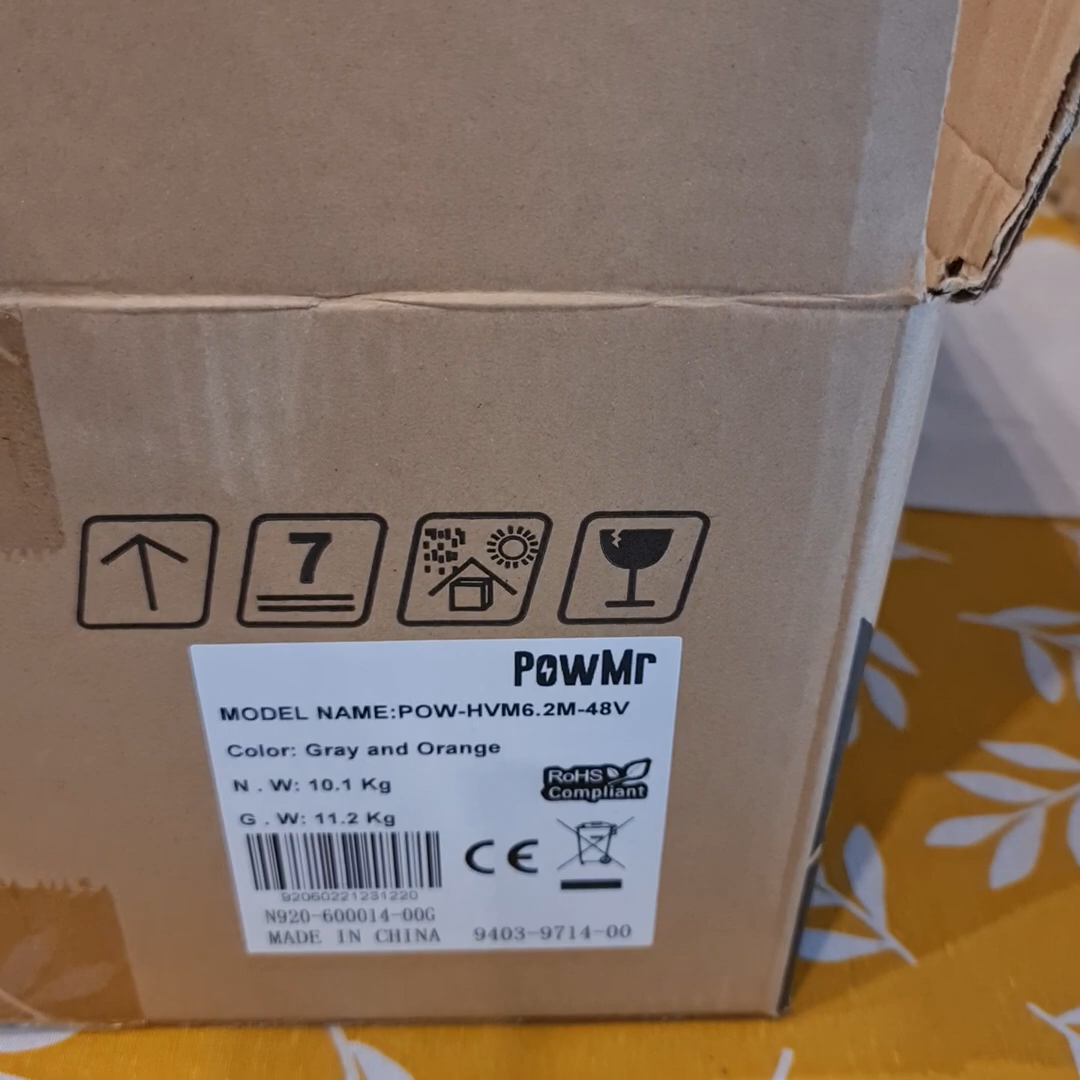 7
PowMr
MODEL NAME:POW-HVM6.2M-48V
Color: Gray and Orange
N . W: 10.1 Kg
G . W: 11.2 Kg
RoHS
Compliant
CE
92060221231220
N920-600014-00G
MADE IN CHINA 9403-9714-00